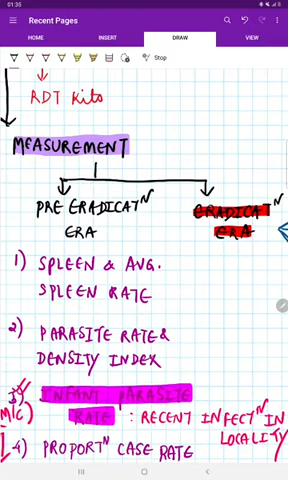 01:35
Recent Pages
HOME INSERT DRAW VIEW
Stop
RDT Kits
MEASUREMENT
PRE ERADICATᴺ ERADICATᴺ
ERA ERA
1) SPLEEN & AVG.
SPLEEN RATE
2) PARASITE RATE &
DENSITY INDEX
3) INFANT PARASITE
M/C) RATE : RECENT INFECTᴺ IN
LOCALITY
4) PROPORTᴺ CASE RATE